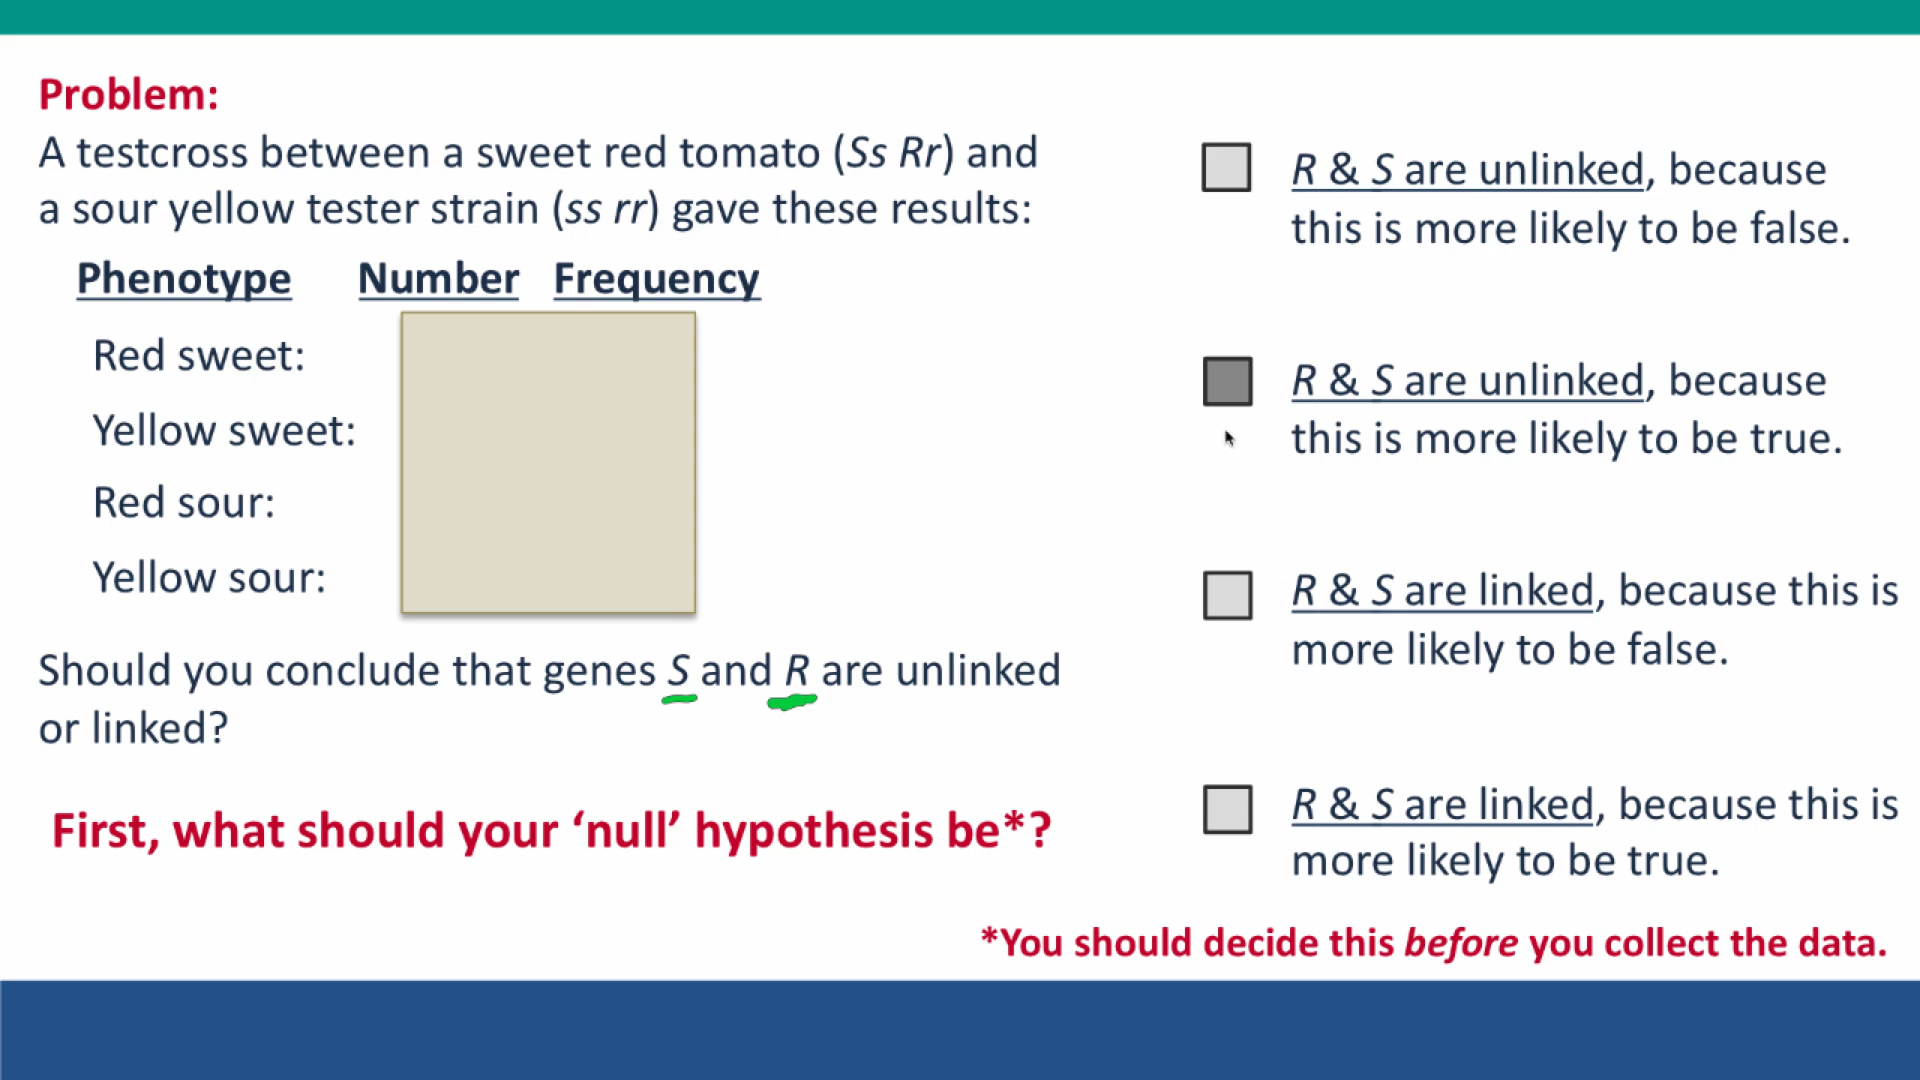 Problem:
A testcross between a sweet red tomato (Ss Rr) and
a sour yellow tester strain (ss rr) gave these results:
Phenotype Number Frequency
Red sweet:
Yellow sweet:
Red sour:
Yellow sour:
Should you conclude that genes S and R are unlinked
or linked?
First, what should your ‘null’ hypothesis be*?
R & S are unlinked, because
this is more likely to be false.
R & S are unlinked, because
this is more likely to be true.
R & S are linked, because this is
more likely to be false.
R & S are linked, because this is
more likely to be true.
*You should decide this before you collect the data.